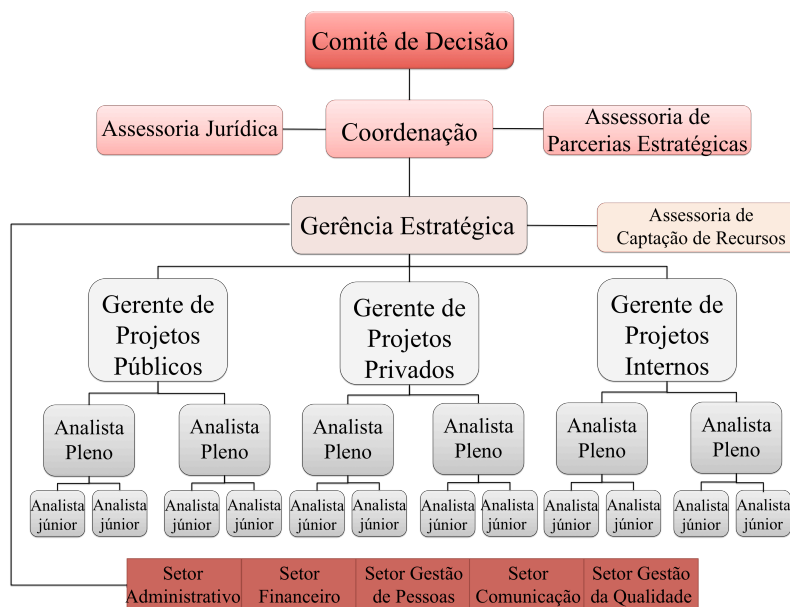 Comitê de Decisão
Assessoria Jurídica
Coordenação
Assessoria de
Parcerias Estratégicas
Gerência Estratégica
Assessoria de
Captação de Recursos
Gerente de
Projetos
Públicos
Gerente de
Projetos
Privados
Gerente de
Projetos
Internos
Analista
Pleno
Analista
Pleno
Analista
Pleno
Analista
Pleno
Analista
Pleno
Analista
Pleno
Analista
júnior
Analista
júnior
Analista
júnior
Analista
júnior
Analista
júnior
Analista
júnior
Analista
júnior
Analista
júnior
Analista
júnior
Analista
júnior
Analista
júnior
Analista
júnior
Setor
Administrativo
Setor
Financeiro
Setor Gestão
de Pessoas
Setor
Comunicação
Setor Gestão
da Qualidade